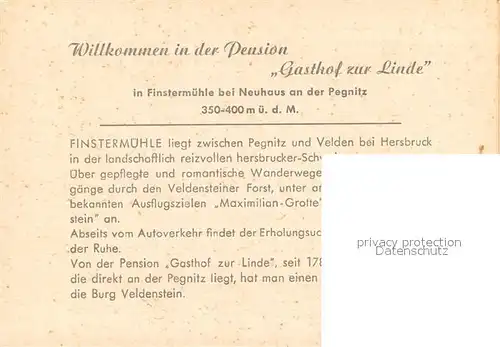 Willkommen in der Pension
„Gasthof zur Linde”
in Finstermühle bei Neuhaus an der Pegnitz
350-400 m ü. d. M.
FINSTERMÜHLE liegt zwischen Pegnitz und Velden bei Hersbruck
in der landschaftlich reizvollen hersbrucker-Schw
Über gepflegte und romantische Wanderwege
gänge durch den Veldensteiner Forst, unter an
bekannten Ausflugszielen „Maximilian-Grotte”
stein” an.
Abseits vom Autoverkehr findet der Erholungsuc
der Ruhe.
Von der Pension „Gasthof zur Linde”, seit 178
die direkt an der Pegnitz liegt, hat man einen
die Burg Veldenstein.
privacy protection
Datenschutz